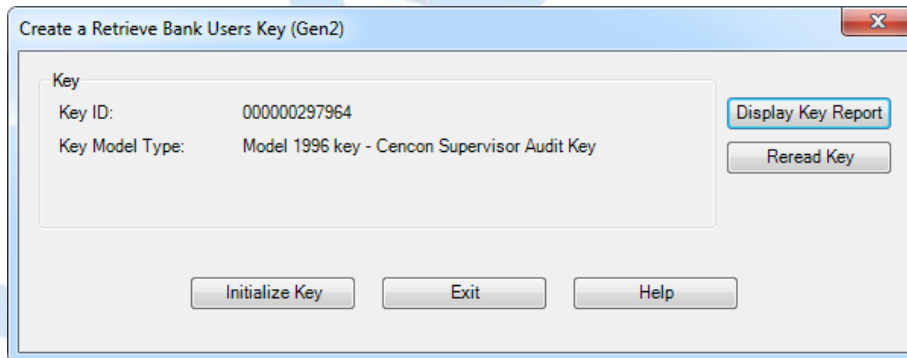 Create a Retrieve Bank Users Key (Gen2)
Key
Key ID: 000000297964
Display Key Report
Key Model Type: Model 1996 key - Cencon Supervisor Audit Key
Reread Key
Initialize Key Exit Help